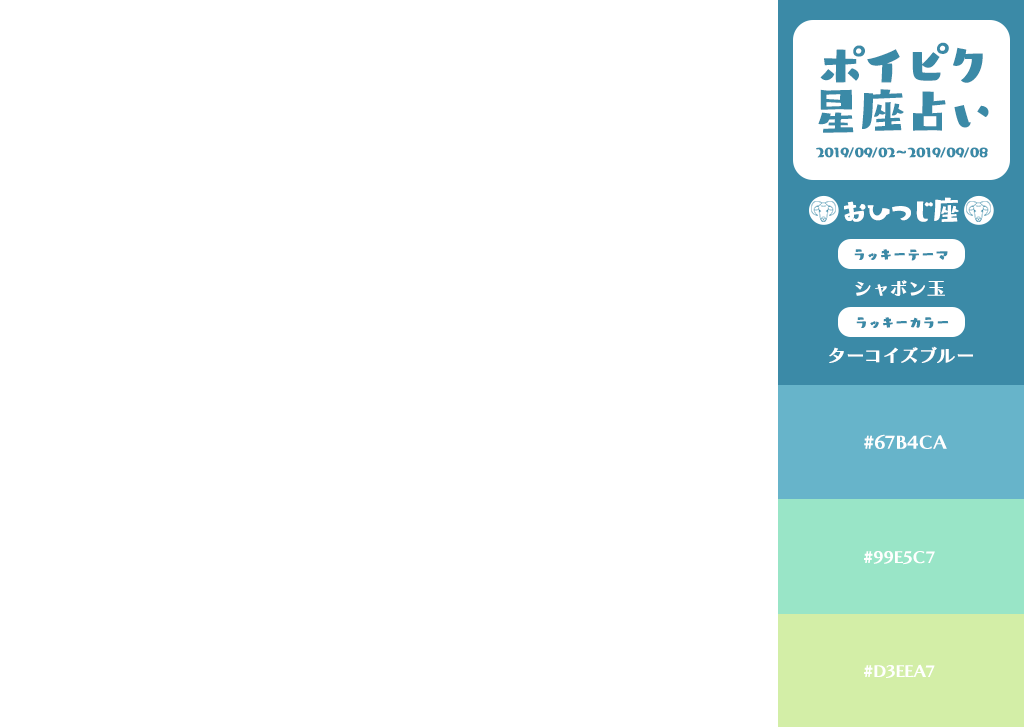 ポイピク
星座占い
2019/09/02～2019/09/08
おひつじ座
ラッキーテーマ
シャボン玉
ラッキーカラー
ターコイズブルー
#67B4CA
#99E5C7
#D3EEA7